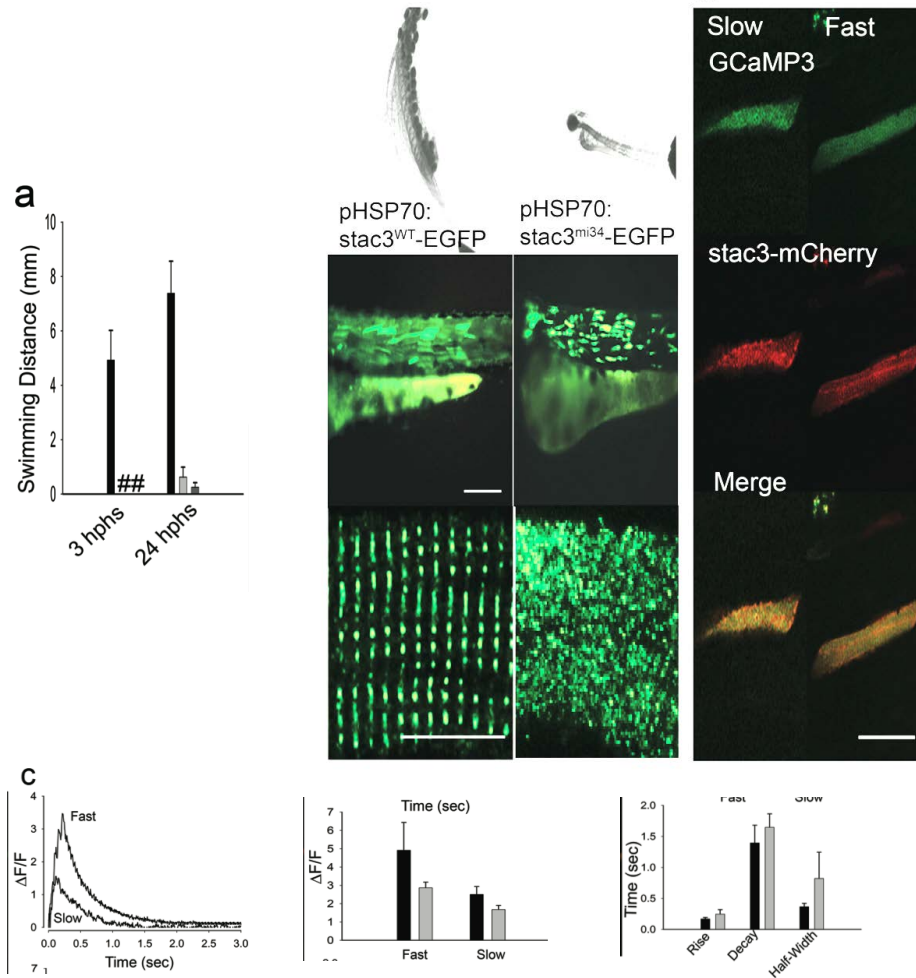 a
Swimming Distance (mm)
10
8
6
4
2
0
##
3 hphs
24 hphs
pHSP70:
stac3WT-EGFP
pHSP70:
stac3mi34-EGFP
Slow
Fast
GCaMP3
stac3-mCherry
Merge
c
ΔF/F
4
3
2
1
0
Fast
Slow
0.0
0.5
1.0
1.5
2.0
2.5
3.0
Time (sec)
7
Time (sec)
ΔF/F
7
6
5
4
3
2
1
0
Fast
Slow
Fast
Slow
Time (sec)
2.0
1.5
1.0
0.5
0.0
Rise
Decay
Half-Width